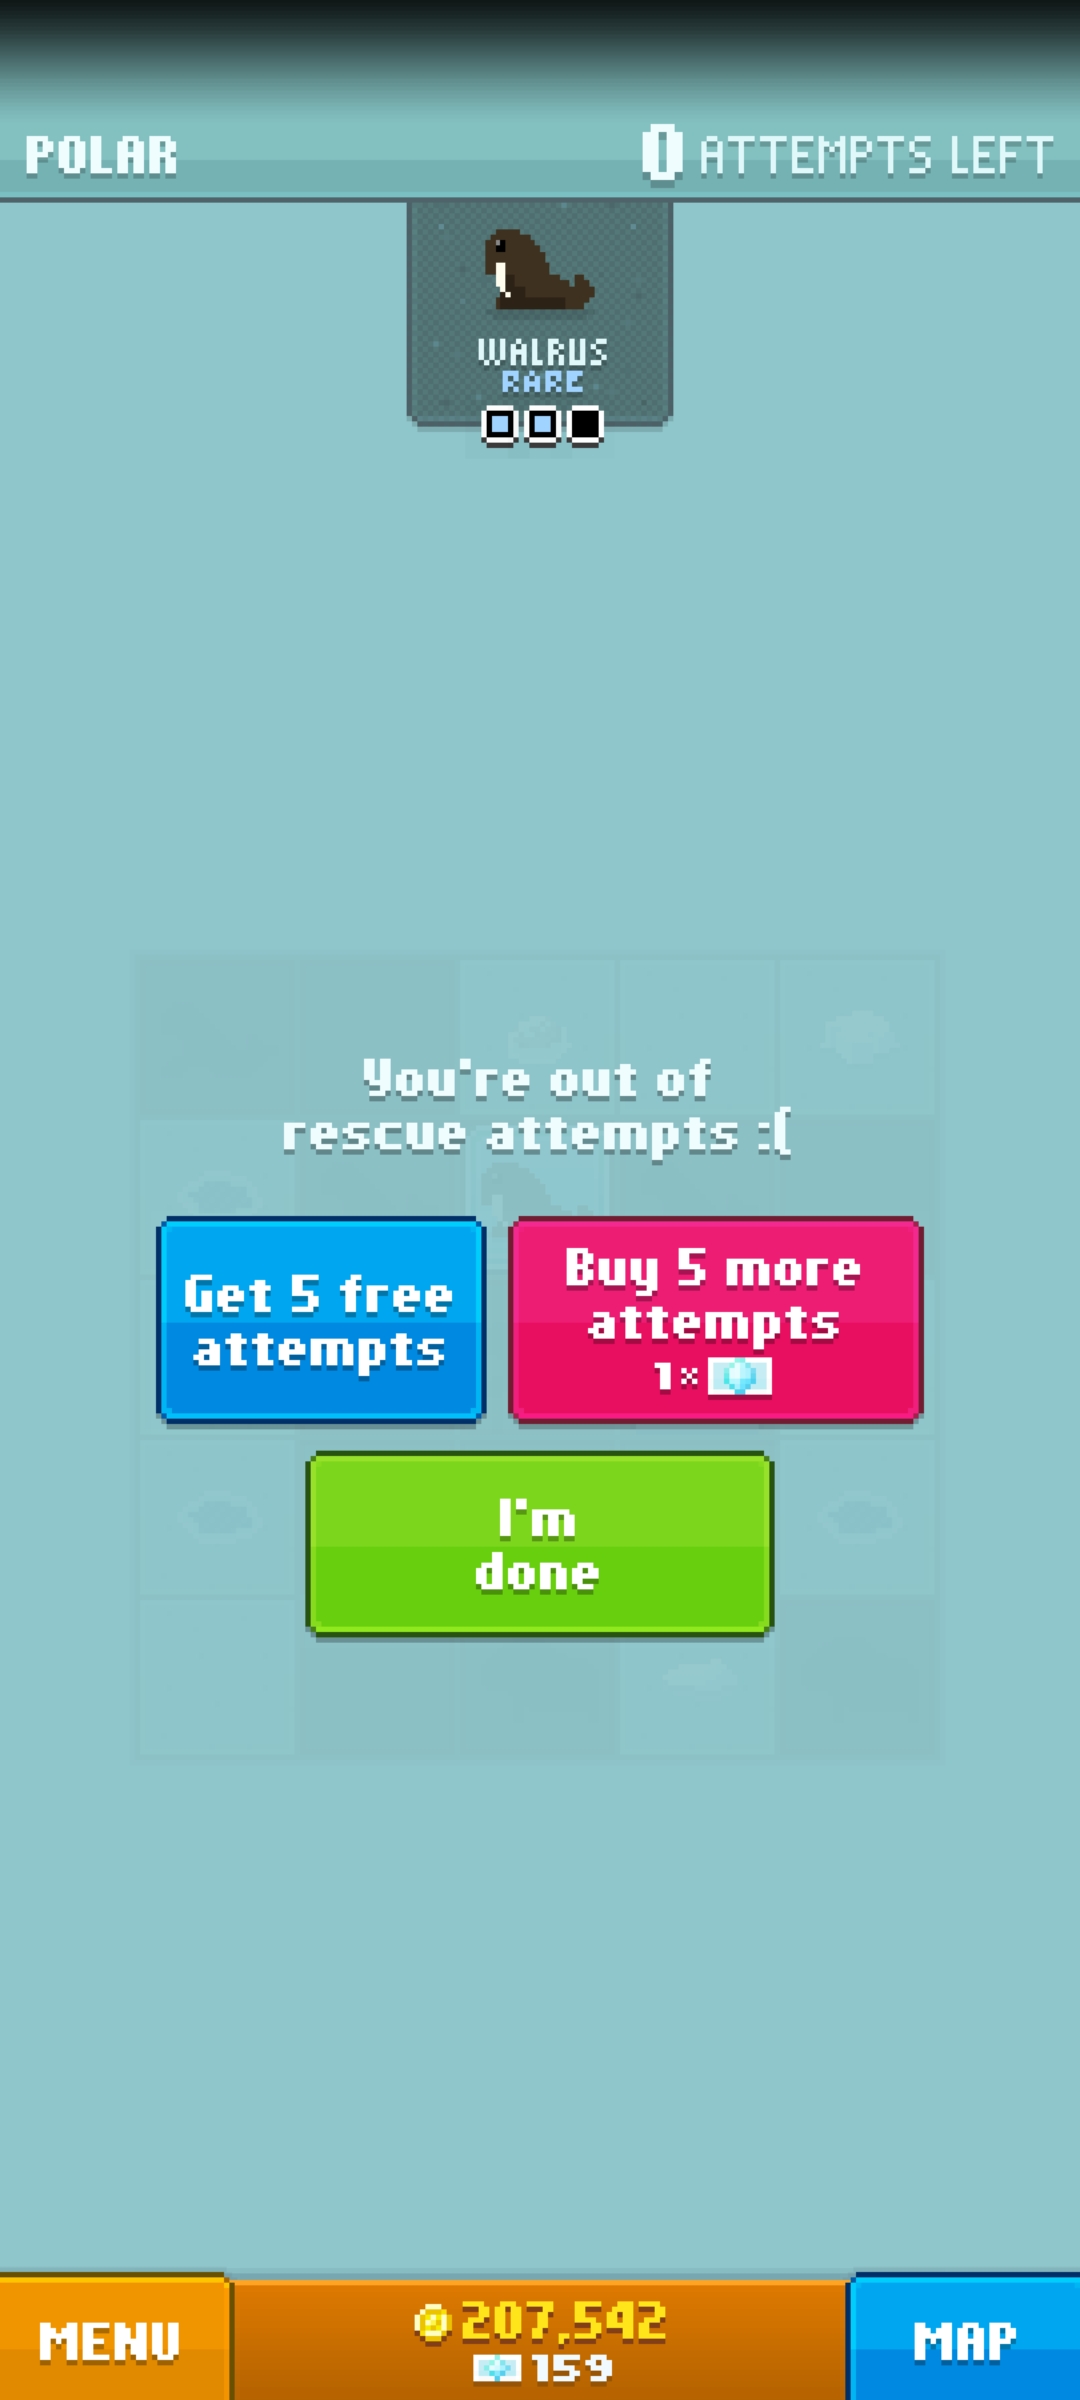 POLAR
0 ATTEMPTS LEFT
WALRUS
RARE
You're out of
rescue attempts :(
Get 5 free
attempts
Buy 5 more
attempts
1×
I'm
done
MENU
207,542
159
MAP